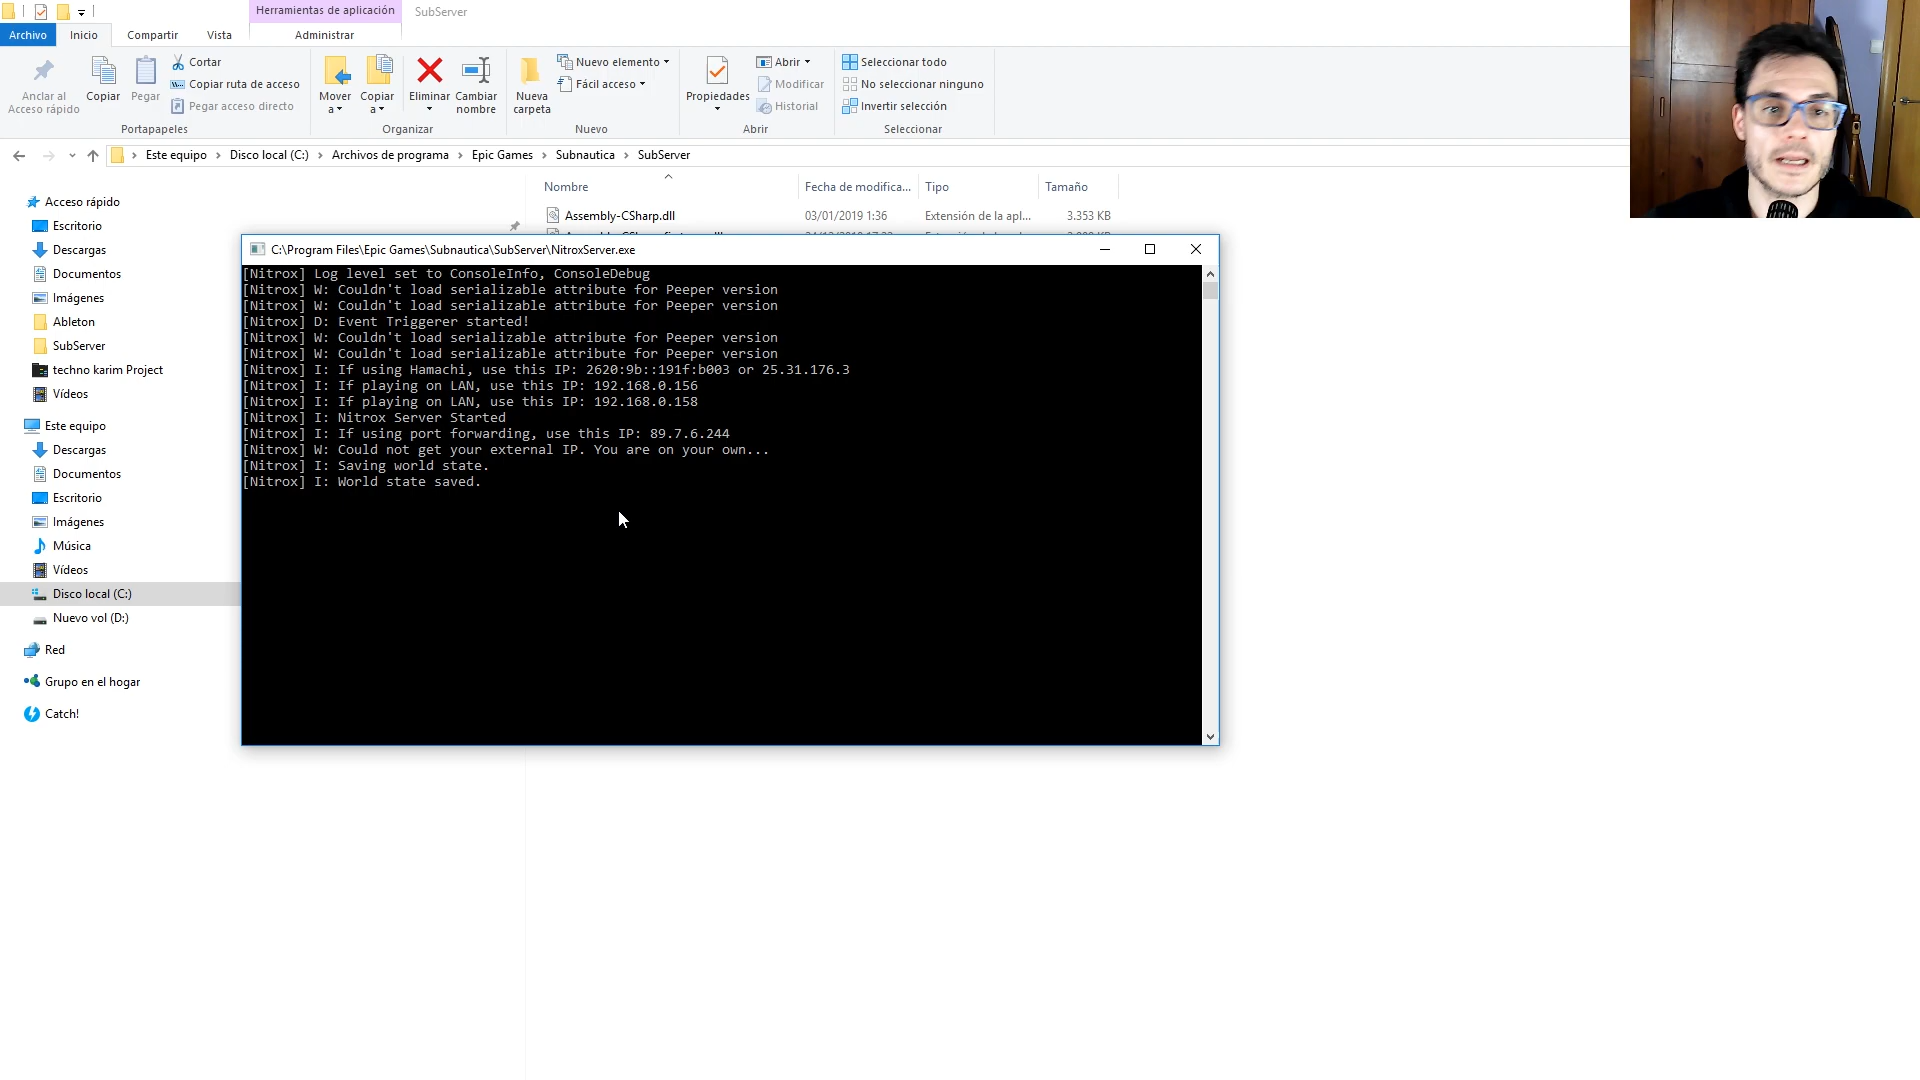 Herramientas de aplicación
SubServer
Archivo
Inicio
Compartir
Vista
Administrar
Anclar al
Acceso rápido
Copiar
Pegar
Cortar
Copiar ruta de acceso
Pegar acceso directo
Portapapeles
Mover
a
Copiar
a
Eliminar
Cambiar
nombre
Organizar
Nueva
carpeta
Nuevo elemento
Fácil acceso
Nuevo
Propiedades
Abrir
Modificar
Historial
Abrir
Seleccionar todo
No seleccionar ninguno
Invertir selección
Seleccionar
Este equipo > Disco local (C:) > Archivos de programa > Epic Games > Subnautica > SubServer
Nombre
Fecha de modifica...
Tipo
Tamaño
Assembly-CSharp.dll
03/01/2019 1:36
Extensión de la apl...
3.353 KB
Acceso rápido
Escritorio
Descargas
Documentos
Imágenes
Ableton
SubServer
techno karim Project
Vídeos
Este equipo
Descargas
Documentos
Escritorio
Imágenes
Música
Vídeos
Disco local (C:)
Nuevo vol (D:)
Red
Grupo en el hogar
Catch!
C:\Program Files\Epic Games\Subnautica\SubServer\NitroxServer.exe
[Nitrox] Log level set to ConsoleInfo, ConsoleDebug
[Nitrox] W: Couldn't load serializable attribute for Peeper version
[Nitrox] W: Couldn't load serializable attribute for Peeper version
[Nitrox] D: Event Triggerer started!
[Nitrox] W: Couldn't load serializable attribute for Peeper version
[Nitrox] W: Couldn't load serializable attribute for Peeper version
[Nitrox] I: If using Hamachi, use this IP: 2620:9b::191f:b003 or 25.31.176.3
[Nitrox] I: If playing on LAN, use this IP: 192.168.0.156
[Nitrox] I: If playing on LAN, use this IP: 192.168.0.158
[Nitrox] I: Nitrox Server Started
[Nitrox] I: If using port forwarding, use this IP: 89.7.6.244
[Nitrox] W: Could not get your external IP. You are on your own...
[Nitrox] I: Saving world state.
[Nitrox] I: World state saved.